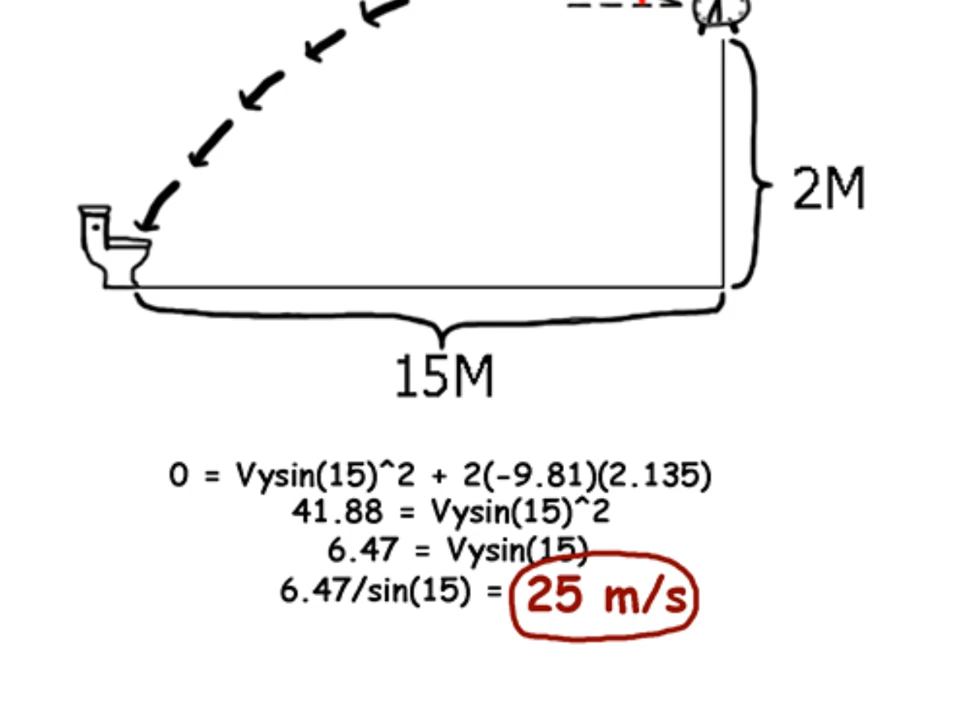 2M
15M
0 = Vysin(15)^2 + 2(-9.81)(2.135)
41.88 = Vysin(15)^2
6.47 = Vysin(15)
6.47/sin(15) = 25 m/s